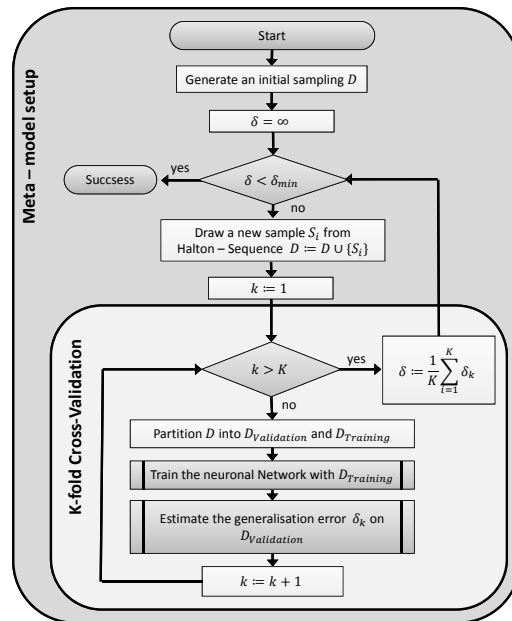 Meta – model setup
Start
Generate an initial sampling D
δ = ∞
δ < δ_min
yes
Succsess
no
Draw a new sample S_i from
Halton – Sequence D ≔ D ∪ {S_i}
k ≔ 1
K-fold Cross-Validation
k > K
yes
δ ≔ 1/K ∑_{i=1}^{K} δ_k
no
Partition D into D_Validation and D_Training
Train the neuronal Network with D_Training
Estimate the generalisation error δ_k on
D_Validation
k ≔ k + 1